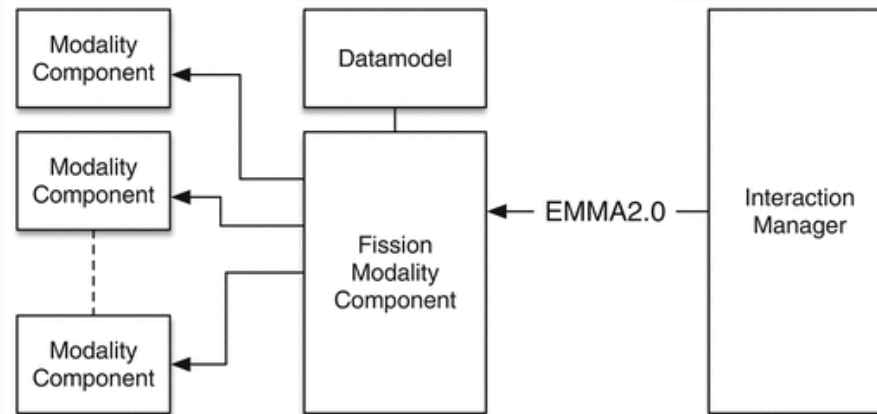 Modality
Component
Datamodel
Modality
Component
Fission
Modality
Component
EMMA2.0
Interaction
Manager
Modality
Component